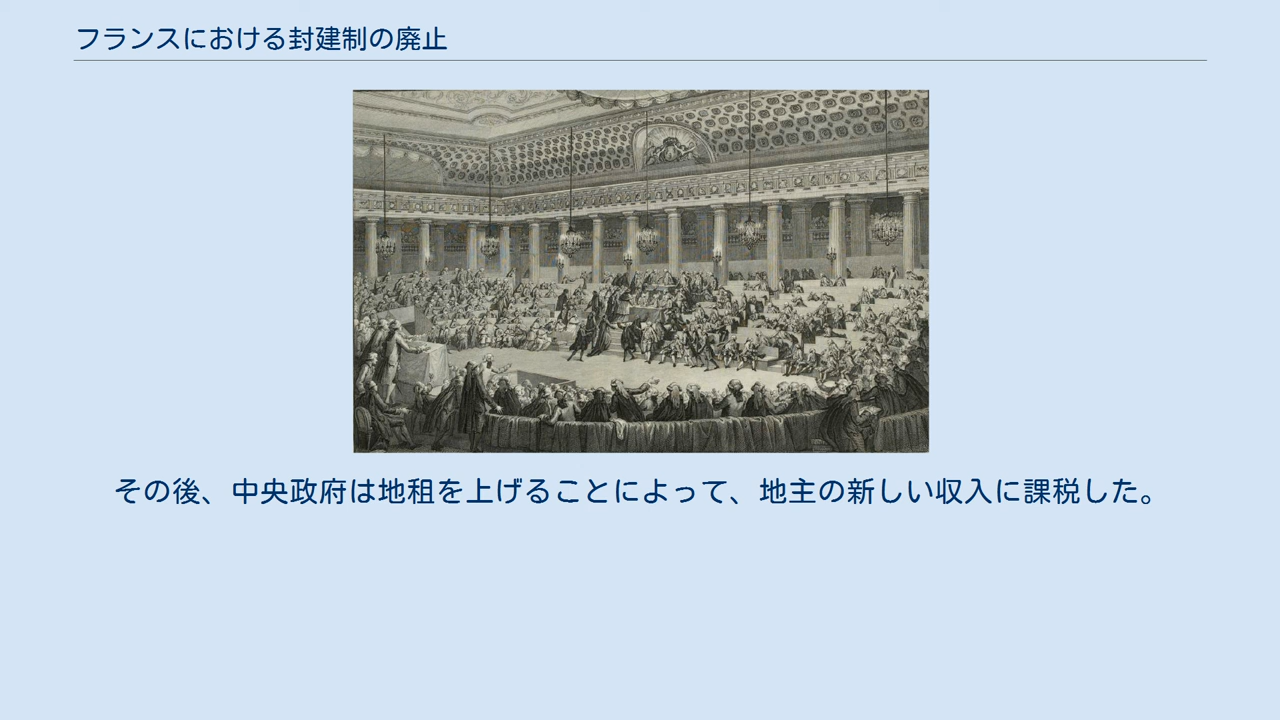 フランスにおける封建制の廃止
その後、中央政府は地租を上げることによって、地主の新しい収入に課税した。